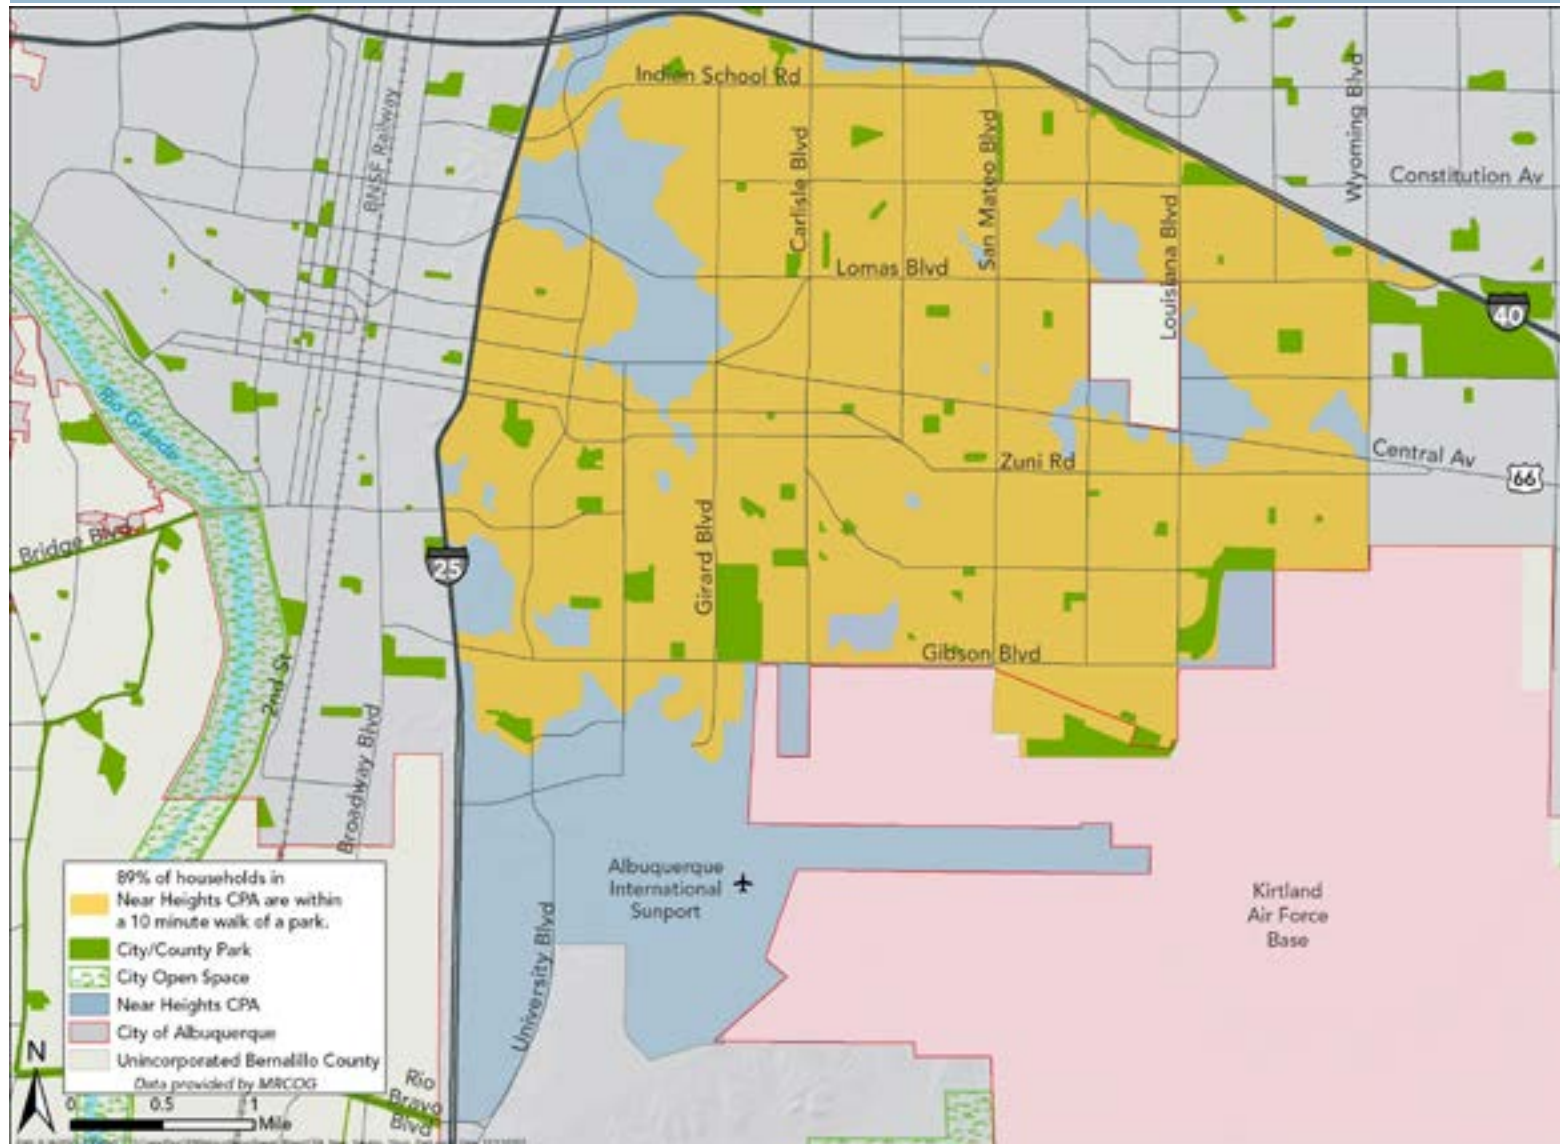 Indian School Rd
BNSF Railway
Carlisle Blvd
San Mateo Blvd
Wyoming Blvd
Constitution Av
Louisiana Blvd
Lomas Blvd
40
Rio Grande
Central Av
Zuni Rd
66
Bridge Blvd
25
Girard Blvd
Gibson Blvd
2nd St
Broadway Blvd
Albuquerque
International
Sunport
Kirtland
Air Force
Base
University Blvd
89% of households in
Near Heights CPA are within
a 10 minute walk of a park.
City/County Park
City Open Space
Near Heights CPA
City of Albuquerque
Unincorporated Bernalillo County
Data provided by MRCOG
N
0 0.5 1
Mile
Rio
Bravo
Blvd